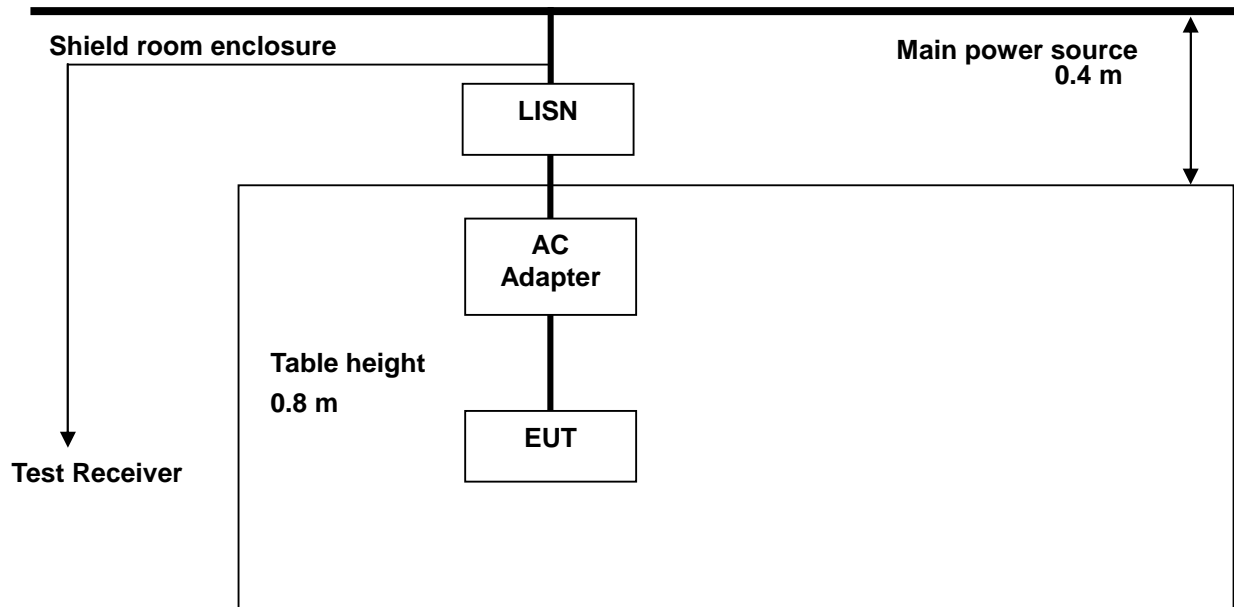 Shield room enclosure
Main power source
0.4 m
LISN
AC
Adapter
Table height
0.8 m
EUT
Test Receiver